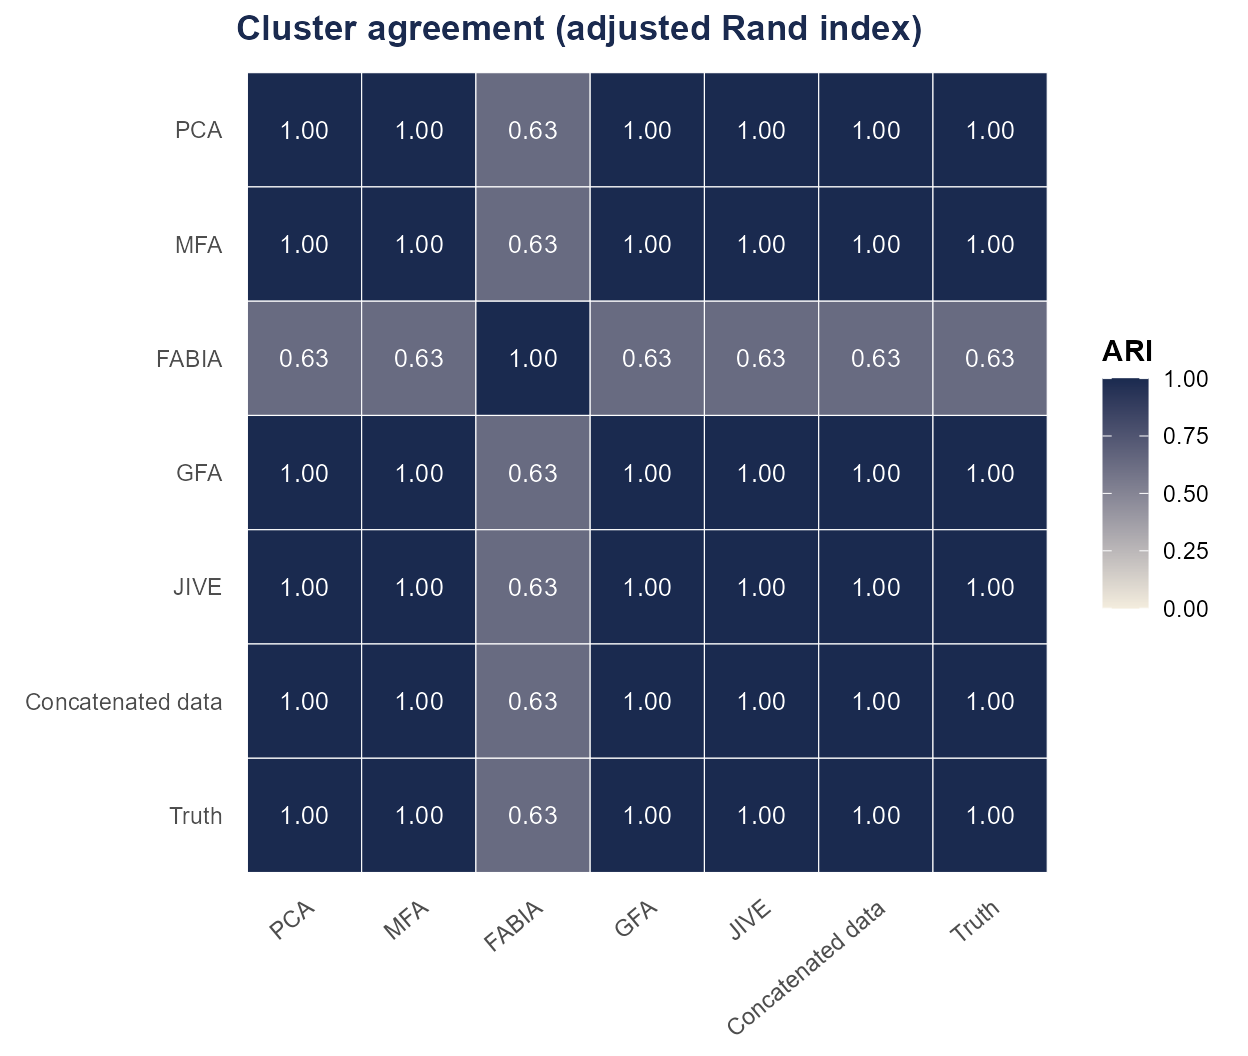 Cluster agreement (adjusted Rand index)
PCA 1.00 1.00 0.63 1.00 1.00 1.00 1.00
MFA 1.00 1.00 0.63 1.00 1.00 1.00 1.00
FABIA 0.63 0.63 1.00 0.63 0.63 0.63 0.63
GFA 1.00 1.00 0.63 1.00 1.00 1.00 1.00
JIVE 1.00 1.00 0.63 1.00 1.00 1.00 1.00
Concatenated data 1.00 1.00 0.63 1.00 1.00 1.00 1.00
Truth 1.00 1.00 0.63 1.00 1.00 1.00 1.00
PCA MFA FABIA GFA JIVE Concatenated data Truth
ARI
1.00
0.75
0.50
0.25
0.00